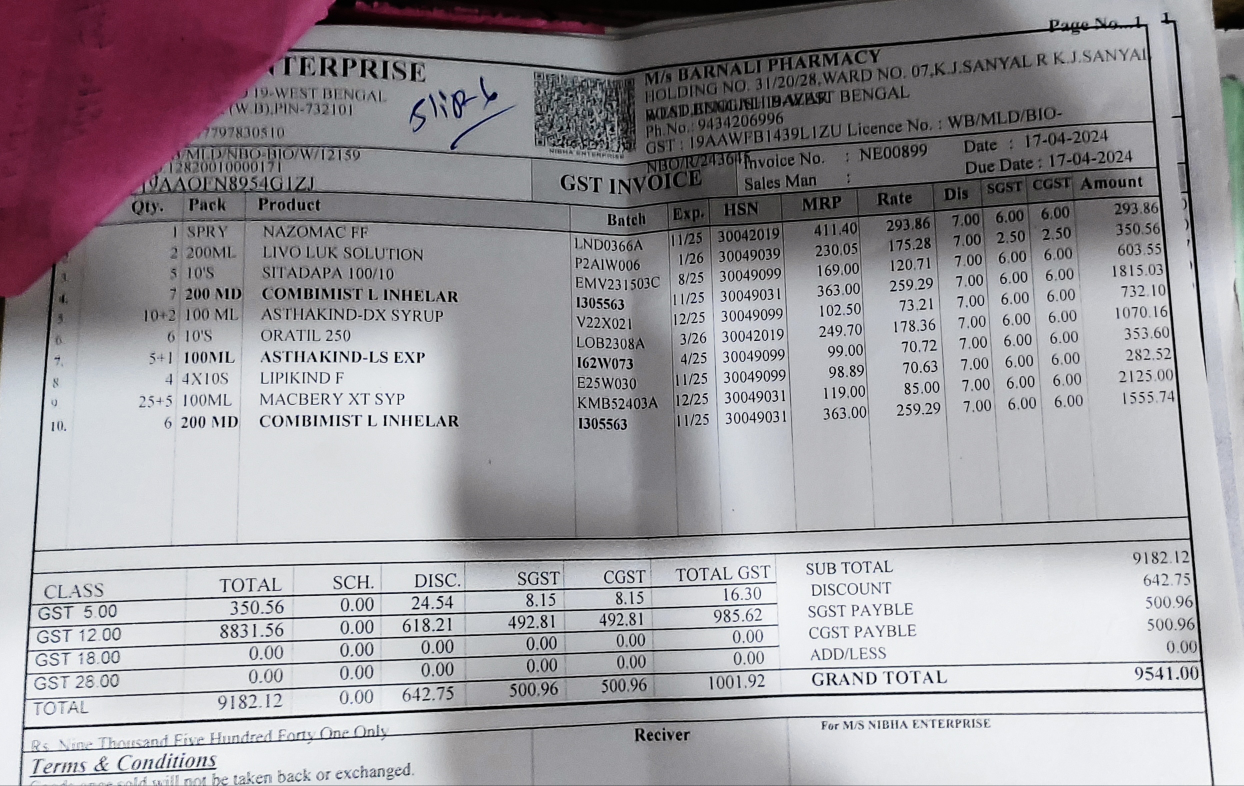 Page No. 1
TERPRISE
19-WEST BENGAL
(W.B),PIN-732101
7797830510
/MLD/NBO-BIO/W/12159
12820010000171
19AAOFN8954G1ZJ
Slip-6
NIBHA ENTERPRISE
GST INVOICE
M/s BARNALI PHARMACY
HOLDING NO. 31/20/28,WARD NO. 07,K.J.SANYAL R K.J.SANYAL
BENGAL
Ph.No.: 9434206996
GST : 19AAWFB1439L1ZU Licence No. : WB/MLD/BIO-
NBO/R/24364
Invoice No. : NE00899 Date : 17-04-2024
Sales Man : Due Date : 17-04-2024
Qty. Pack Product Batch Exp. HSN MRP Rate Dis SGST CGST Amount
1 SPRY NAZOMAC FF LND0366A 11/25 30042019 411.40 293.86 7.00 6.00 6.00 293.86
2 200ML LIVO LUK SOLUTION P2AIW006 1/26 30049039 230.05 175.28 7.00 2.50 2.50 350.56
3. 5 10'S SITADAPA 100/10 EMV231503C 8/25 30049099 169.00 120.71 7.00 6.00 6.00 603.55
4. 7 200 MD COMBIMIST L INHELAR I305563 11/25 30049031 363.00 259.29 7.00 6.00 6.00 1815.03
5 10+2 100 ML ASTHAKIND-DX SYRUP V22X021 12/25 30049099 102.50 73.21 7.00 6.00 6.00 732.10
6. 6 10'S ORATIL 250 LOB2308A 3/26 30042019 249.70 178.36 7.00 6.00 6.00 1070.16
7. 5+1 100ML ASTHAKIND-LS EXP I62W073 4/25 30049099 99.00 70.72 7.00 6.00 6.00 353.60
8 4 4X10S LIPIKIND F E25W030 11/25 30049099 98.89 70.63 7.00 6.00 6.00 282.52
9 25+5 100ML MACBERY XT SYP KMB52403A 12/25 30049031 119.00 85.00 7.00 6.00 6.00 2125.00
10. 6 200 MD COMBIMIST L INHELAR I305563 11/25 30049031 363.00 259.29 7.00 6.00 6.00 1555.74
CLASS TOTAL SCH. DISC. SGST CGST TOTAL GST
GST 5.00 350.56 0.00 24.54 8.15 8.15 16.30
GST 12.00 8831.56 0.00 618.21 492.81 492.81 985.62
GST 18.00 0.00 0.00 0.00 0.00 0.00 0.00
GST 28.00 0.00 0.00 0.00 0.00 0.00 0.00
TOTAL 9182.12 0.00 642.75 500.96 500.96 1001.92
SUB TOTAL 9182.12
DISCOUNT 642.75
SGST PAYBLE 500.96
CGST PAYBLE 500.96
ADD/LESS 0.00
GRAND TOTAL 9541.00
Rs. Nine Thousand Five Hundred Forty One Only
Terms & Conditions
Goods once sold will not be taken back or exchanged.
Reciver
For M/S NIBHA ENTERPRISE